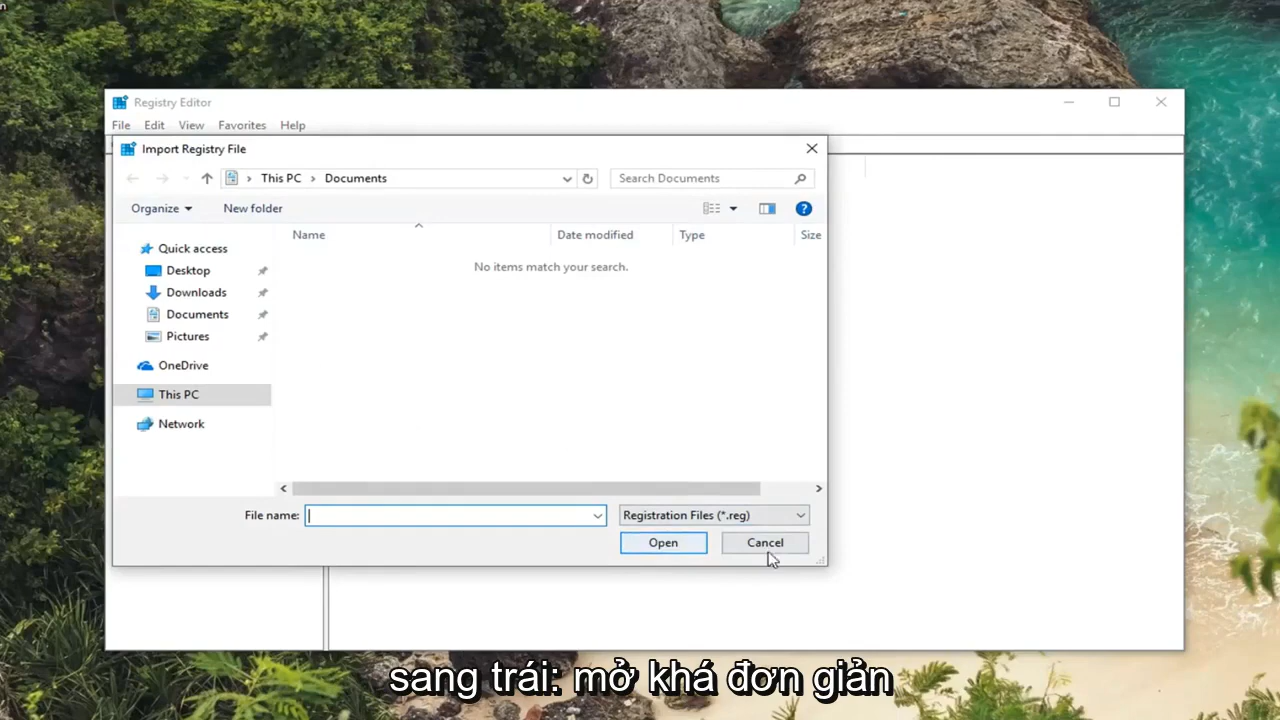 n
Registry Editor
File Edit View Favorites Help
Import Registry File
This PC > Documents
Search Documents
Organize New folder
Name Date modified Type Size
No items match your search.
Quick access
Desktop
Downloads
Documents
Pictures
OneDrive
This PC
Network
File name: Registration Files (*.reg)
Open Cancel
sang trái: mở khá đơn giản